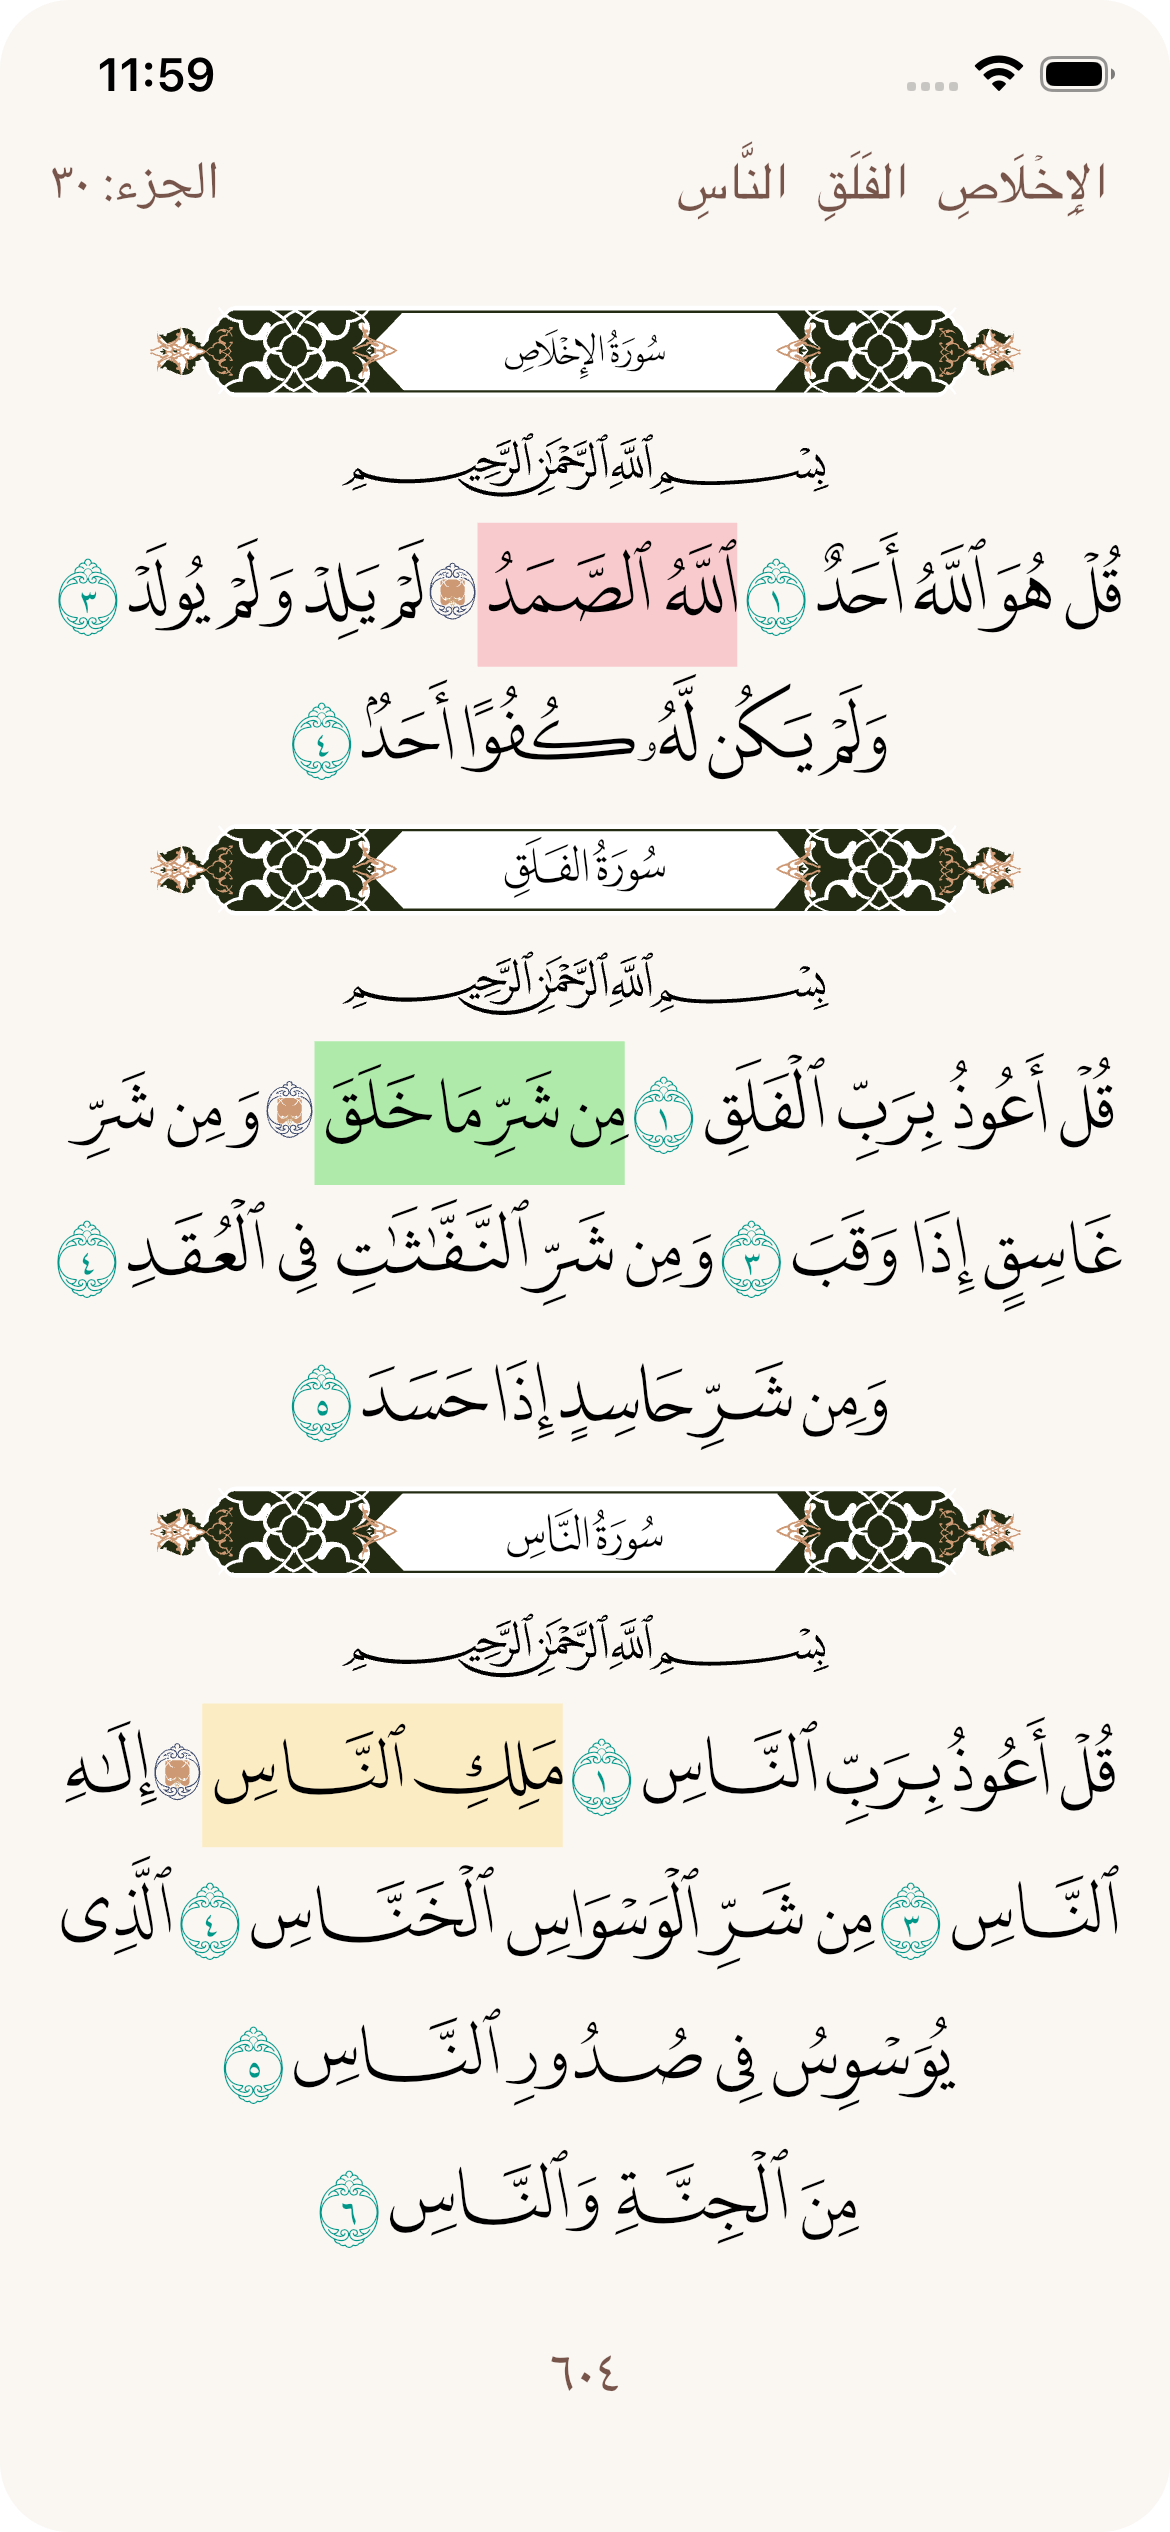 11:59
الإِخْلَاصِ الفَلَقِ النَّاسِ الجزء: ٣٠
سُورَةُ الإِخْلَاصِ
بِسْمِ ٱللَّهِ ٱلرَّحْمَٰنِ ٱلرَّحِيمِ
قُلْ هُوَ ٱللَّهُ أَحَدٌ ١ ٱللَّهُ ٱلصَّمَدُ لَمْ يَلِدْ وَلَمْ يُولَدْ ٣
وَلَمْ يَكُن لَّهُۥ كُفُوًا أَحَدٌۢ ٤
سُورَةُ الفَلَقِ
بِسْمِ ٱللَّهِ ٱلرَّحْمَٰنِ ٱلرَّحِيمِ
قُلْ أَعُوذُ بِرَبِّ ٱلْفَلَقِ ١ مِن شَرِّ مَا خَلَقَ وَمِن شَرِّ
غَاسِقٍ إِذَا وَقَبَ ٣ وَمِن شَرِّ ٱلنَّفَّٰثَٰتِ فِى ٱلْعُقَدِ ٤
وَمِن شَرِّ حَاسِدٍ إِذَا حَسَدَ ٥
سُورَةُ النَّاسِ
بِسْمِ ٱللَّهِ ٱلرَّحْمَٰنِ ٱلرَّحِيمِ
قُلْ أَعُوذُ بِرَبِّ ٱلنَّاسِ ١ مَلِكِ ٱلنَّاسِ إِلَٰهِ
ٱلنَّاسِ ٣ مِن شَرِّ ٱلْوَسْوَاسِ ٱلْخَنَّاسِ ٤ ٱلَّذِى
يُوَسْوِسُ فِى صُدُورِ ٱلنَّاسِ ٥
مِنَ ٱلْجِنَّةِ وَٱلنَّاسِ ٦
٦٠٤